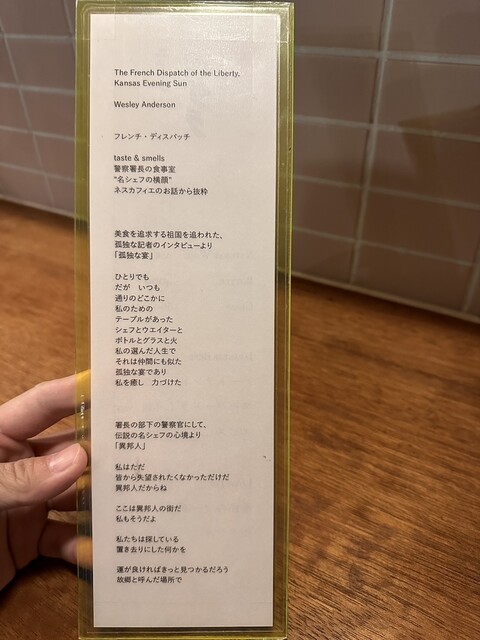 The French Dispatch of the Liberty,
Kansas Evening Sun
Wesley Anderson
フレンチ・ディスパッチ
taste & smells
警察署長の食事室
"名シェフの横顔"
ネスカフィエのお話から抜粋
美食を追求する祖国を追われた、
孤独な記者のインタビューより
「孤独な宴」
ひとりでも
だが　いつも
通りのどこかに
私のための
テーブルがあった
シェフとウエイターと
ボトルとグラスと火
私の選んだ人生で
それは仲間にも似た
孤独な宴であり
私を癒し　力づけた
署長の部下の警察官にして、
伝説の名シェフの心境より
「異邦人」
私はただ
皆から失望されたくなかっただけだ
異邦人だからね
ここは異邦人の街だ
私もそうだよ
私たちは探している
置き去りにした何かを
運が良ければきっと見つかるだろう
故郷と呼んだ場所で